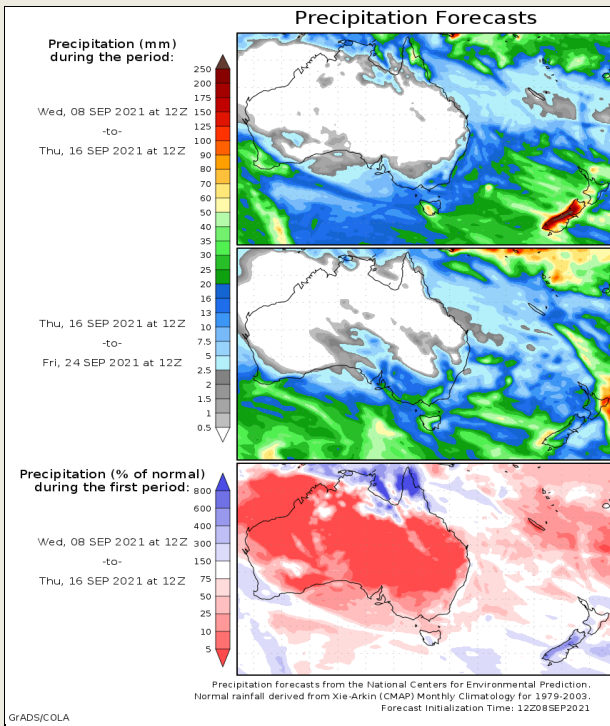 Precipitation Forecasts
Precipitation (mm)
during the period:
Wed, 08 SEP 2021 at 12Z
-to-
Thu, 16 SEP 2021 at 12Z
250
200
175
150
125
100
90
80
70
60
50
40
35
30
25
20
16
13
10
7.5
5
2.5
2
1.5
1
0.5
Thu, 16 SEP 2021 at 12Z
-to-
Fri, 24 SEP 2021 at 12Z
Precipitation (% of normal)
during the first period:
Wed, 08 SEP 2021 at 12Z
-to-
Thu, 16 SEP 2021 at 12Z
800
600
400
300
150
75
50
25
10
5
Precipitation forecasts from the National Centers for Environmental Prediction.
Normal rainfall derived from Xie-Arkin (CMAP) Monthly Climatology for 1979-2003.
Forecast Initialization Time: 12Z08SEP2021
GrADS/COLA